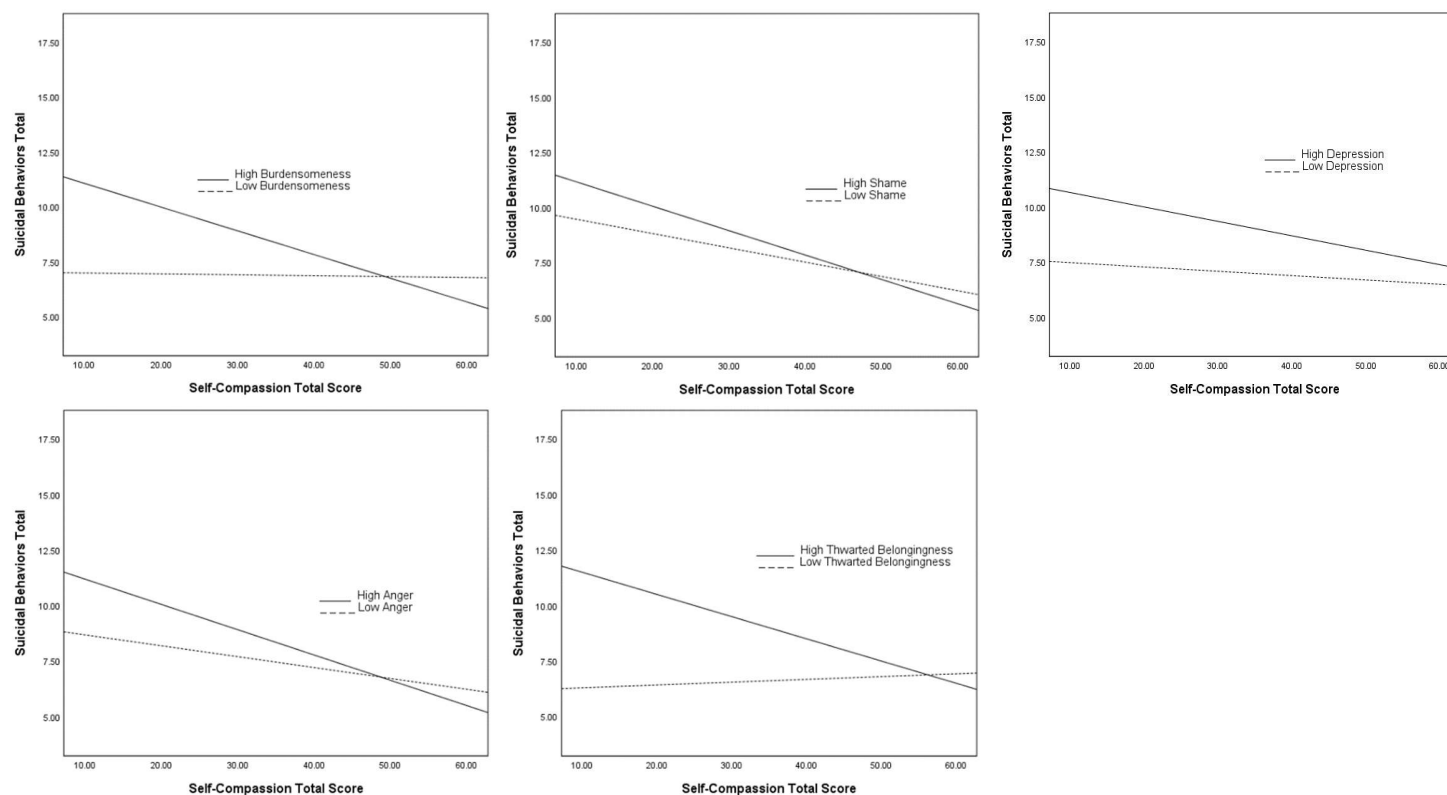 17.50
15.00
12.50
10.00
7.50
5.00
Suicidal Behaviors Total
High Burdensomeness
Low Burdensomeness
10.00 20.00 30.00 40.00 50.00 60.00
Self-Compassion Total Score
17.50
15.00
12.50
10.00
7.50
5.00
Suicidal Behaviors Total
High Shame
Low Shame
10.00 20.00 30.00 40.00 50.00 60.00
Self-Compassion Total Score
17.50
15.00
12.50
10.00
7.50
5.00
Suicidal Behaviors Total
High Depression
Low Depression
10.00 20.00 30.00 40.00 50.00 60.00
Self-Compassion Total Score
17.50
15.00
12.50
10.00
7.50
5.00
Suicidal Behaviors Total
High Anger
Low Anger
10.00 20.00 30.00 40.00 50.00 60.00
Self-Compassion Total Score
17.50
15.00
12.50
10.00
7.50
5.00
Suicidal Behaviors Total
High Thwarted Belongingness
Low Thwarted Belongingness
10.00 20.00 30.00 40.00 50.00 60.00
Self-Compassion Total Score